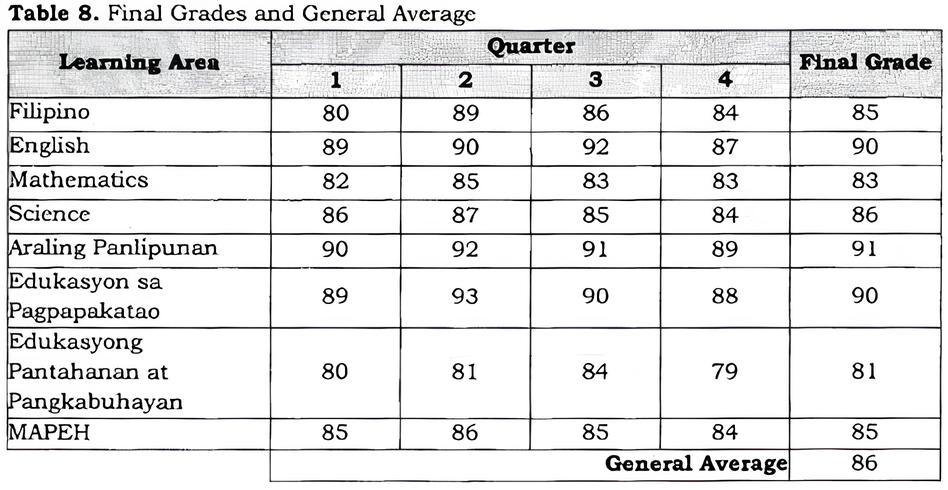 Table 8. Final Grades and General Average
Learning Area Quarter Final Grade
1 2 3 4
Filipino 80 89 86 84 85
English 89 90 92 87 90
Mathematics 82 85 83 83 83
Science 86 87 85 84 86
Araling Panlipunan 90 92 91 89 91
Edukasyon sa
Pagpapakatao 89 93 90 88 90
Edukasyong
Pantahanan at 80 81 84 79 81
Pangkabuhayan
MAPEH 85 86 85 84 85
General Average 86